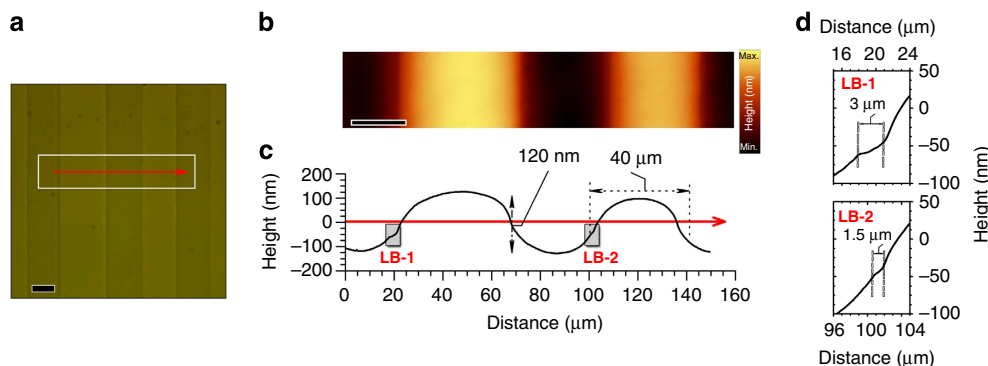 a
b
Max.
Height (nm)
Min.
c
120 nm
40 μm
200
100
0
−100
−200
Height (nm)
LB-1
LB-2
0 20 40 60 80 100 120 140 160
Distance (μm)
d
Distance (μm)
16 20 24
LB-1
3 μm
50
0
−50
−100
LB-2
1.5 μm
50
0
−50
−100
Height (nm)
96 100 104
Distance (μm)